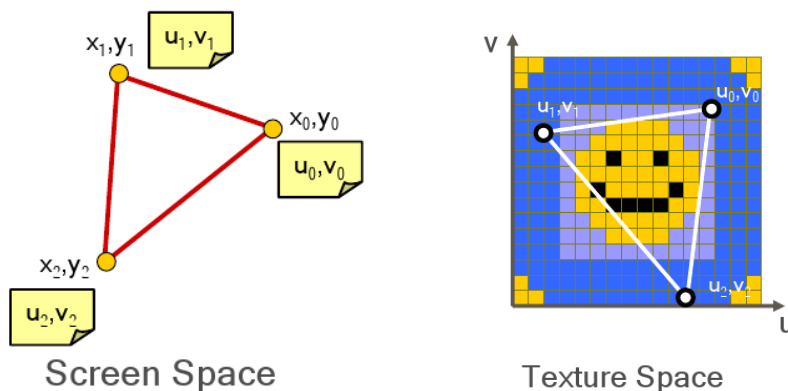 x₁,y₁
u₁,v₁
x₀,y₀
u₀,v₀
x₂,y₂
u₂,v₂
Screen Space
v
u₀,v₀
u₁,v₁
u₂,v₂
u
Texture Space